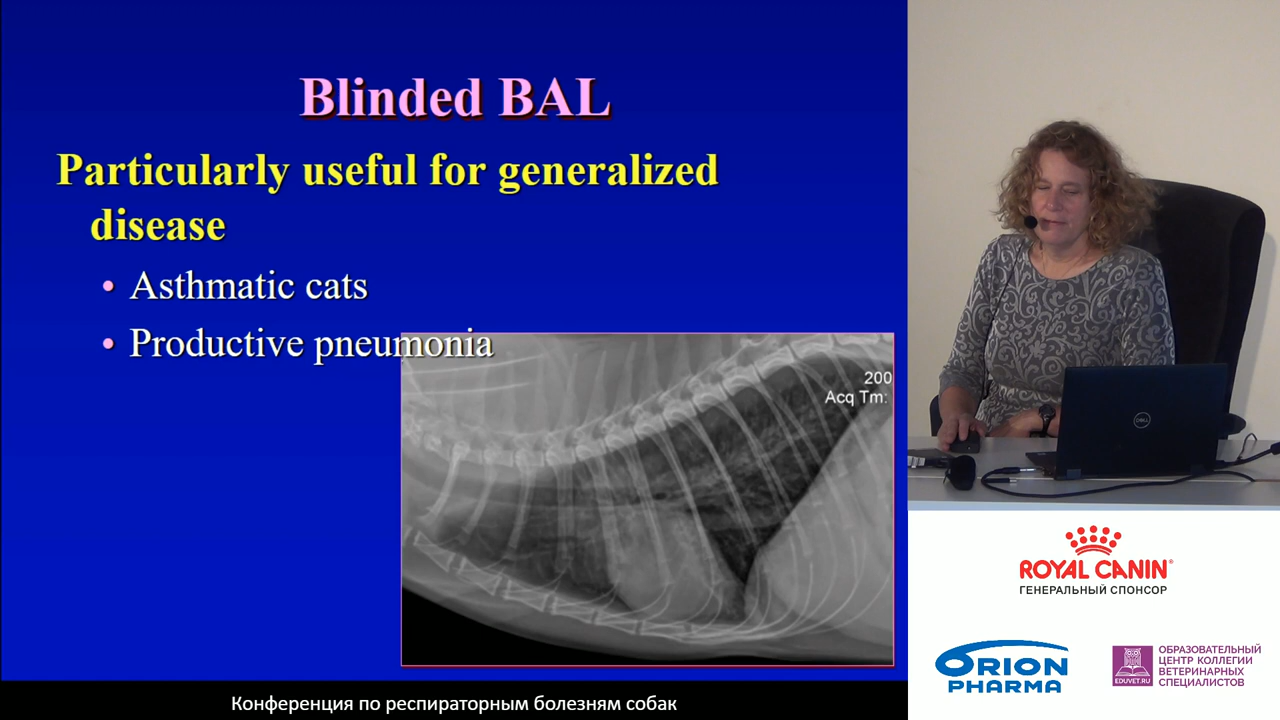 Blinded BAL
Particularly useful for generalized
disease
• Asthmatic cats
• Productive pneumonia
200
Acq Tm:
DELL
ROYAL CANIN®
ГЕНЕРАЛЬНЫЙ СПОНСОР
ORION
PHARMA
EDUVET.RU
ОБРАЗОВАТЕЛЬНЫЙ
ЦЕНТР КОЛЛЕГИИ
ВЕТЕРИНАРНЫХ
СПЕЦИАЛИСТОВ
Конференция по респираторным болезням собак